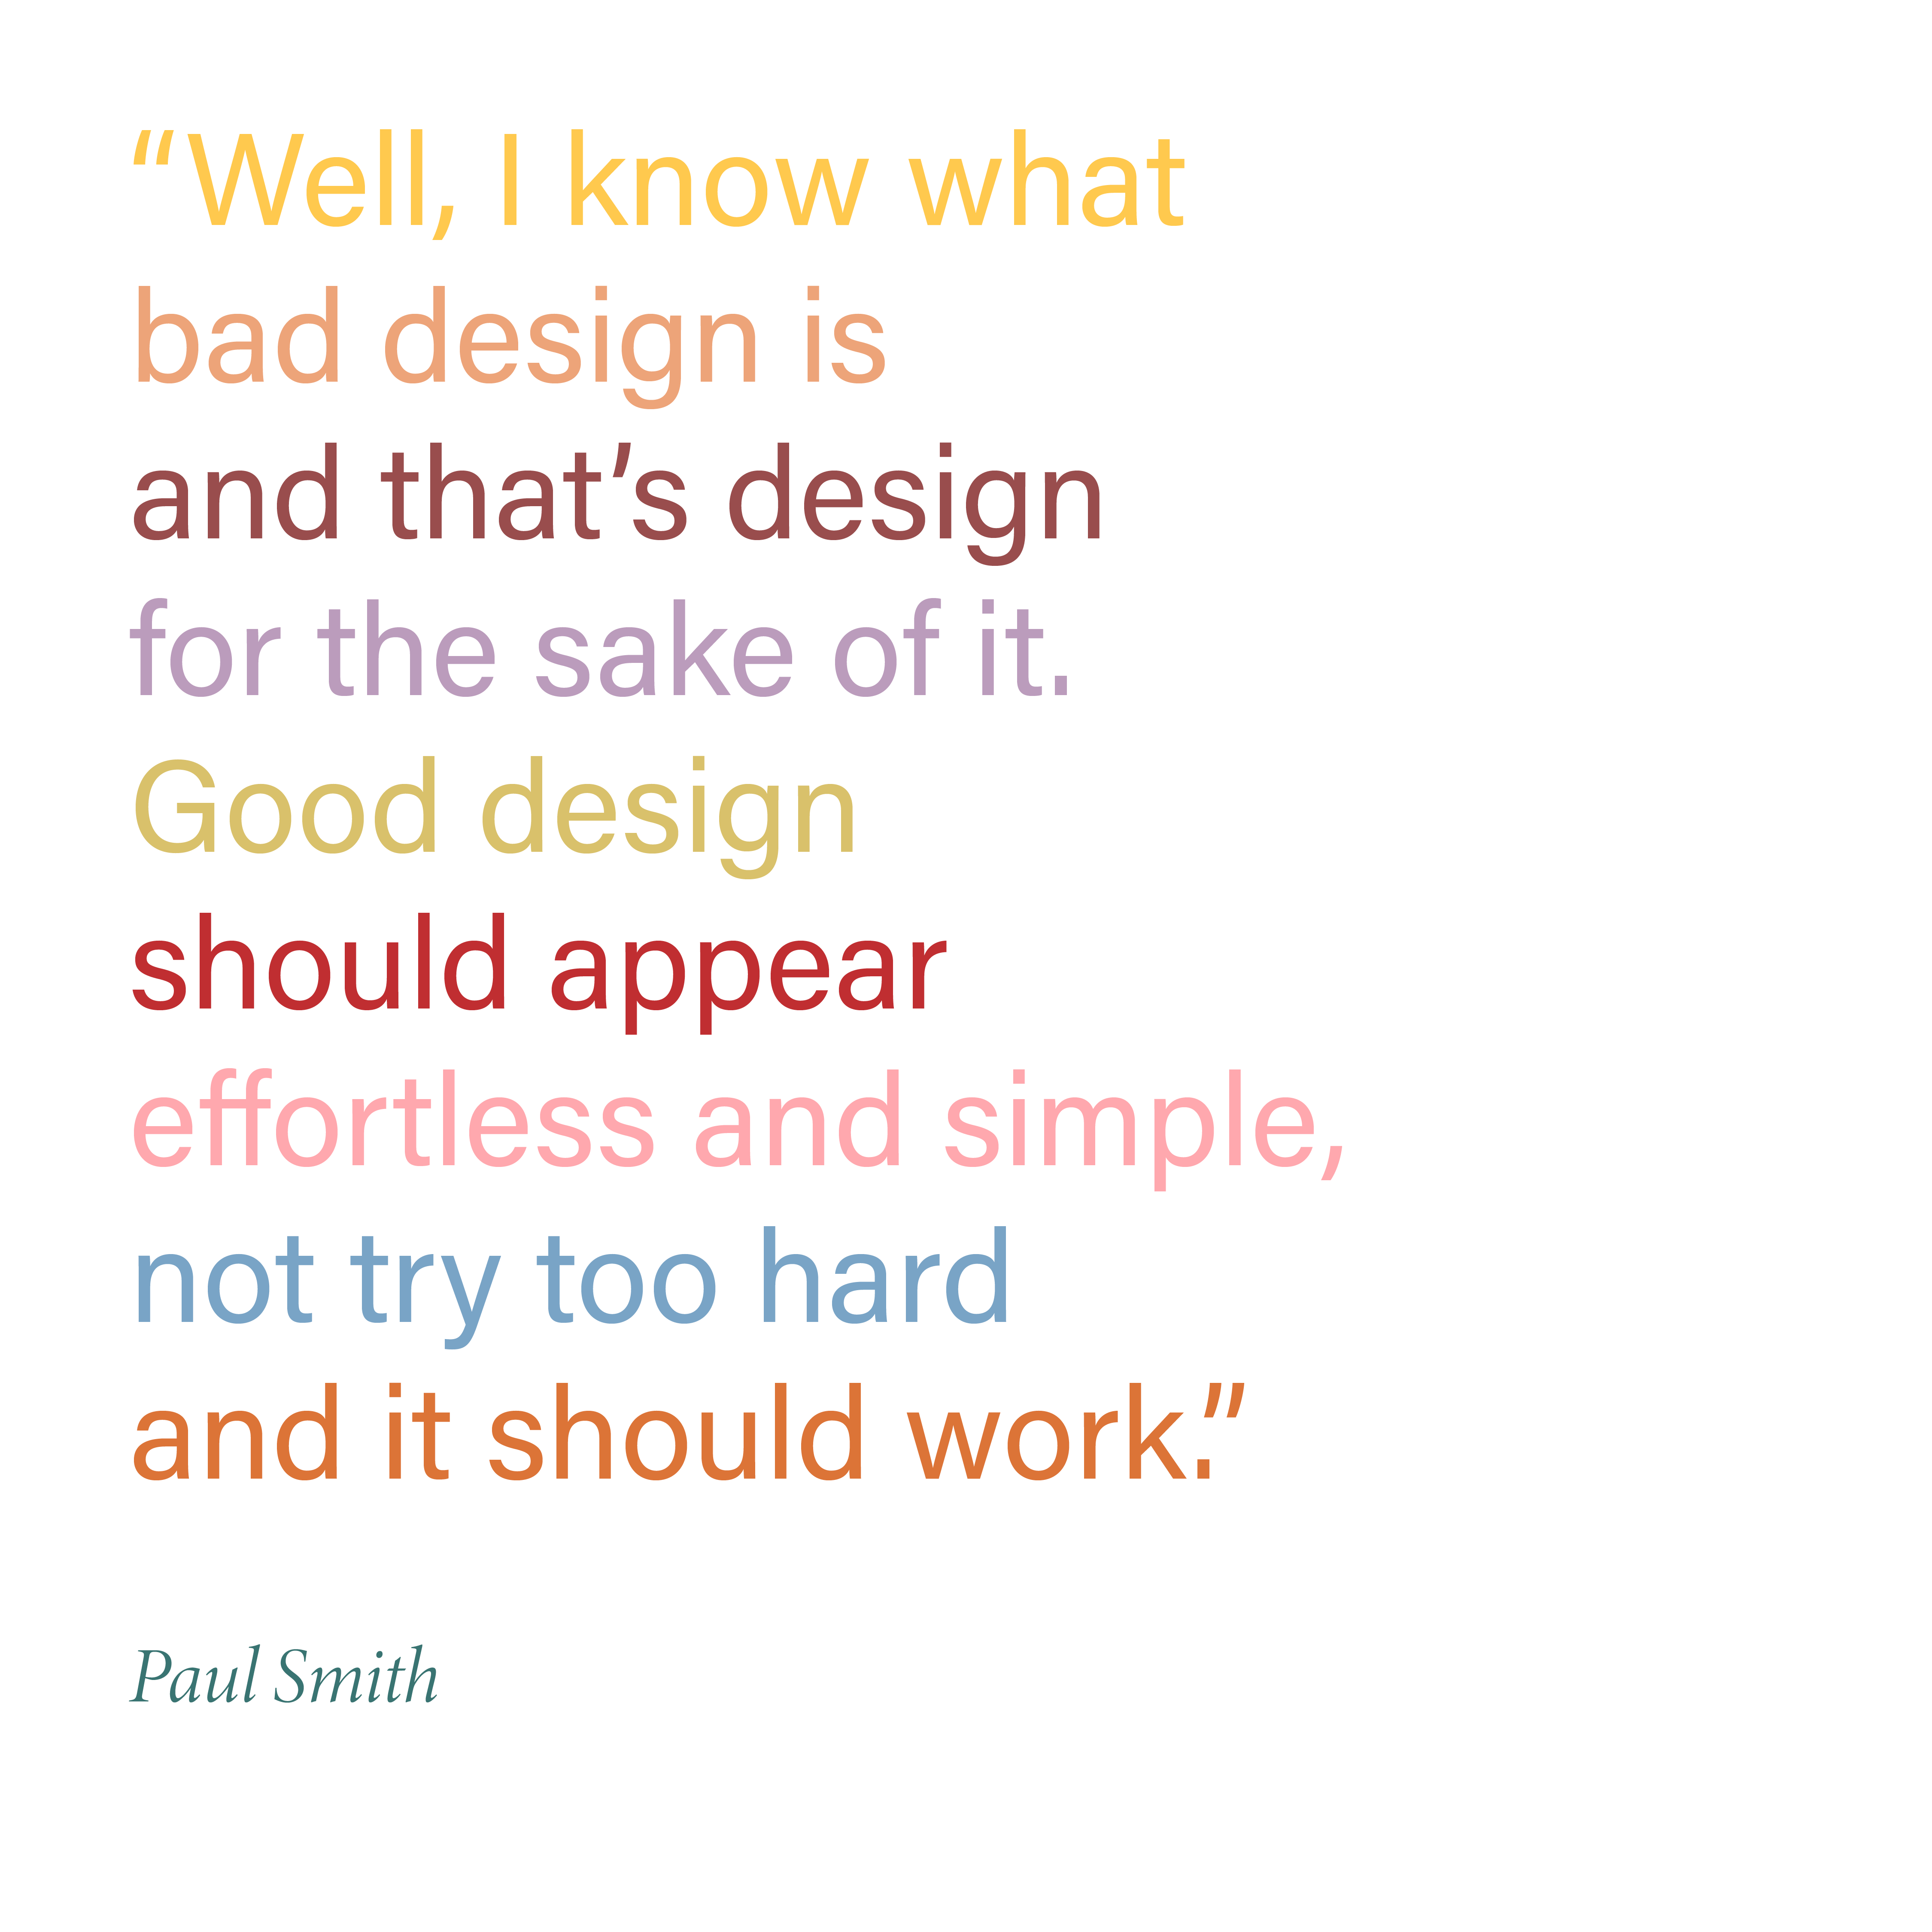 “Well, I know what
bad design is
and that’s design
for the sake of it.
Good design
should appear
effortless and simple,
not try too hard
and it should work.”
Paul Smith